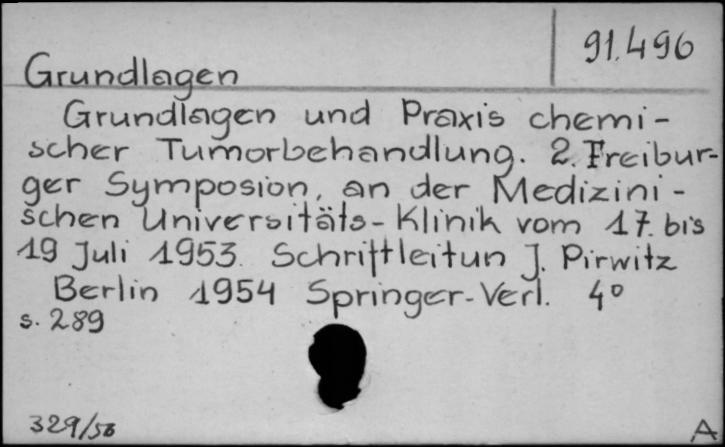 91.496
Grundlagen
Grundlagen und Praxis chemi-
scher Tumorbehandlung. 2. Freibur-
ger Symposion, an der Medizini-
schen Universitäts-Klinik vom 17. bis
19 Juli 1953. Schriftleitun J. Pirwitz
Berlin 1954 Springer-Verl. 4°
s. 289
329/56
A